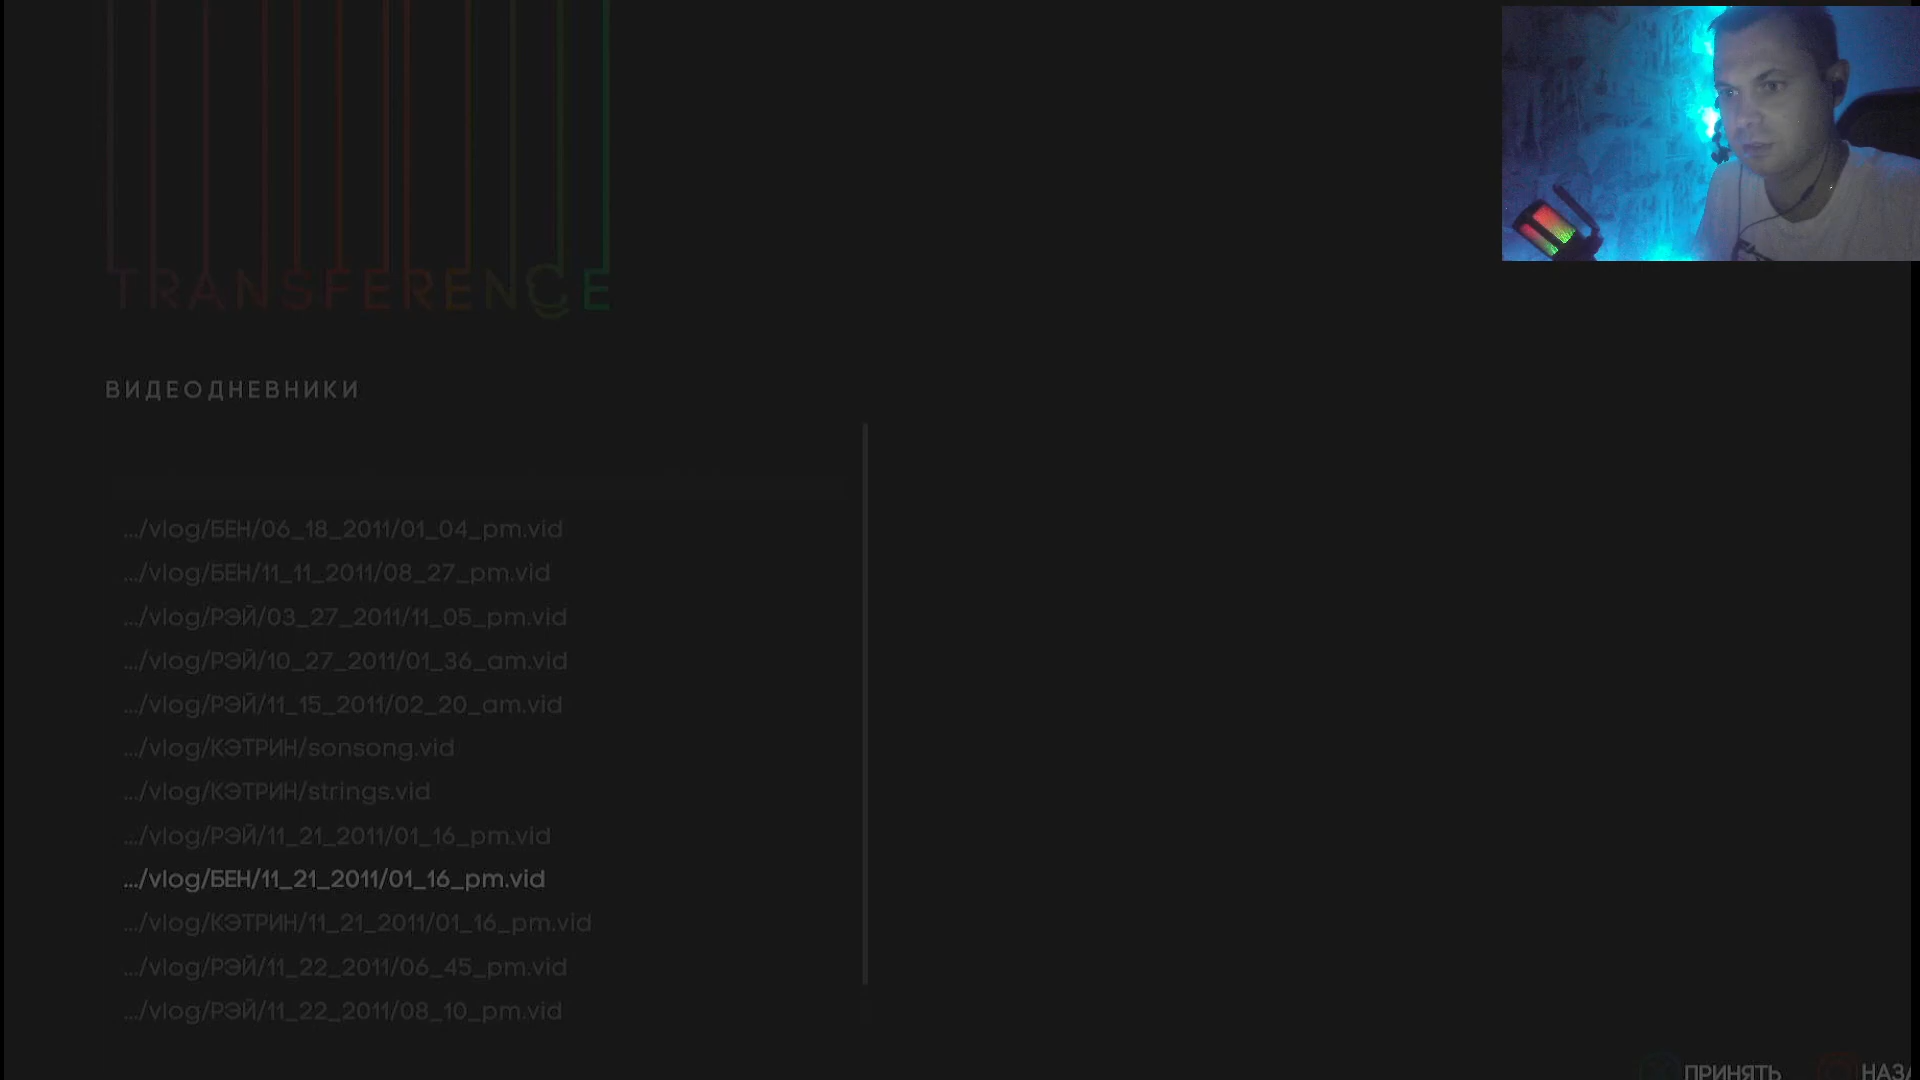 TRANSFERENCE
ВИДЕОДНЕВНИКИ
.../vlog/БЕН/06_18_2011/01_04_pm.vid
.../vlog/БЕН/11_11_2011/08_27_pm.vid
.../vlog/РЭЙ/03_27_2011/11_05_pm.vid
.../vlog/РЭЙ/10_27_2011/01_36_am.vid
.../vlog/РЭЙ/11_15_2011/02_20_am.vid
.../vlog/КЭТРИН/sonsong.vid
.../vlog/КЭТРИН/strings.vid
.../vlog/РЭЙ/11_21_2011/01_16_pm.vid
.../vlog/БЕН/11_21_2011/01_16_pm.vid
.../vlog/КЭТРИН/11_21_2011/01_16_pm.vid
.../vlog/РЭЙ/11_22_2011/06_45_pm.vid
.../vlog/РЭЙ/11_22_2011/08_10_pm.vid
ПРИНЯТЬ НАЗА